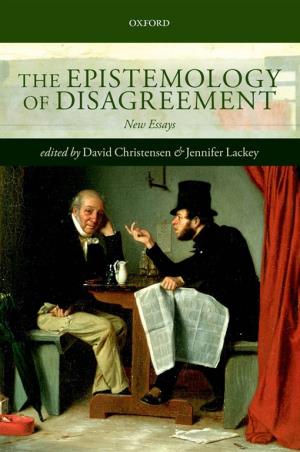 OXFORD
THE EPISTEMOLOGY
OF DISAGREEMENT
New Essays
edited by David Christensen & Jennifer Lackey